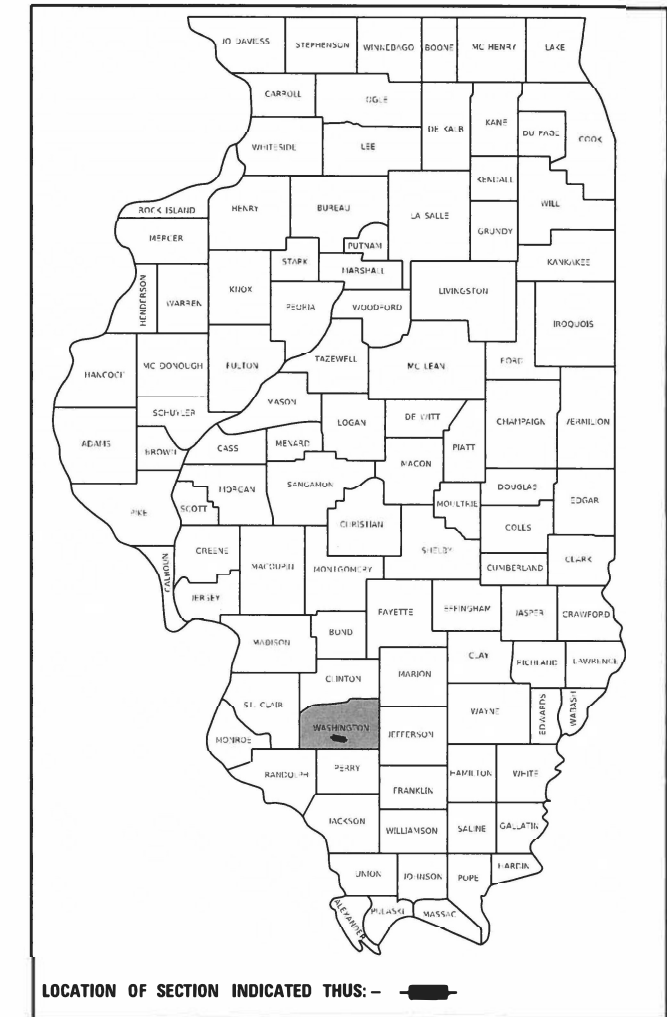 JO DAVIESS STEPHENSON WINNEBAGO BOONE MC HENRY LAKE
CARROLL OGLE DE KALB KANE DU PAGE COOK
WHITESIDE LEE
KENDALL
ROCK ISLAND HENRY BUREAU LA SALLE WILL
MERCER PUTNAM GRUNDY
STARK MARSHALL KANKAKEE
HENDERSON WARREN KNOX PEORIA WOODFORD LIVINGSTON
IROQUOIS
HANCOCK MC DONOUGH FULTON TAZEWELL MC LEAN FORD
SCHUYLER MASON LOGAN DE WITT CHAMPAIGN VERMILION
ADAMS BROWN CASS MENARD PIATT
MACON
PIKE SCOTT MORGAN SANGAMON MOULTRIE DOUGLAS EDGAR
CHRISTIAN COLLS
CALHOUN GREENE MACOUPIN MONTGOMERY SHELBY CUMBERLAND CLARK
JERSEY FAYETTE EFFINGHAM JASPER CRAWFORD
MADISON BOND
CLAY RICHLAND LAWRENCE
CLINTON MARION
ST. CLAIR WAYNE EDWARDS WABASH
MONROE WASHINGTON JEFFERSON
RANDOLPH PERRY HAMILTON WHITE
FRANKLIN
JACKSON WILLIAMSON SALINE GALLATIN
UNION JOHNSON POPE HARDIN
ALEXANDER PULASKI MASSAC
LOCATION OF SECTION INDICATED THUS: -